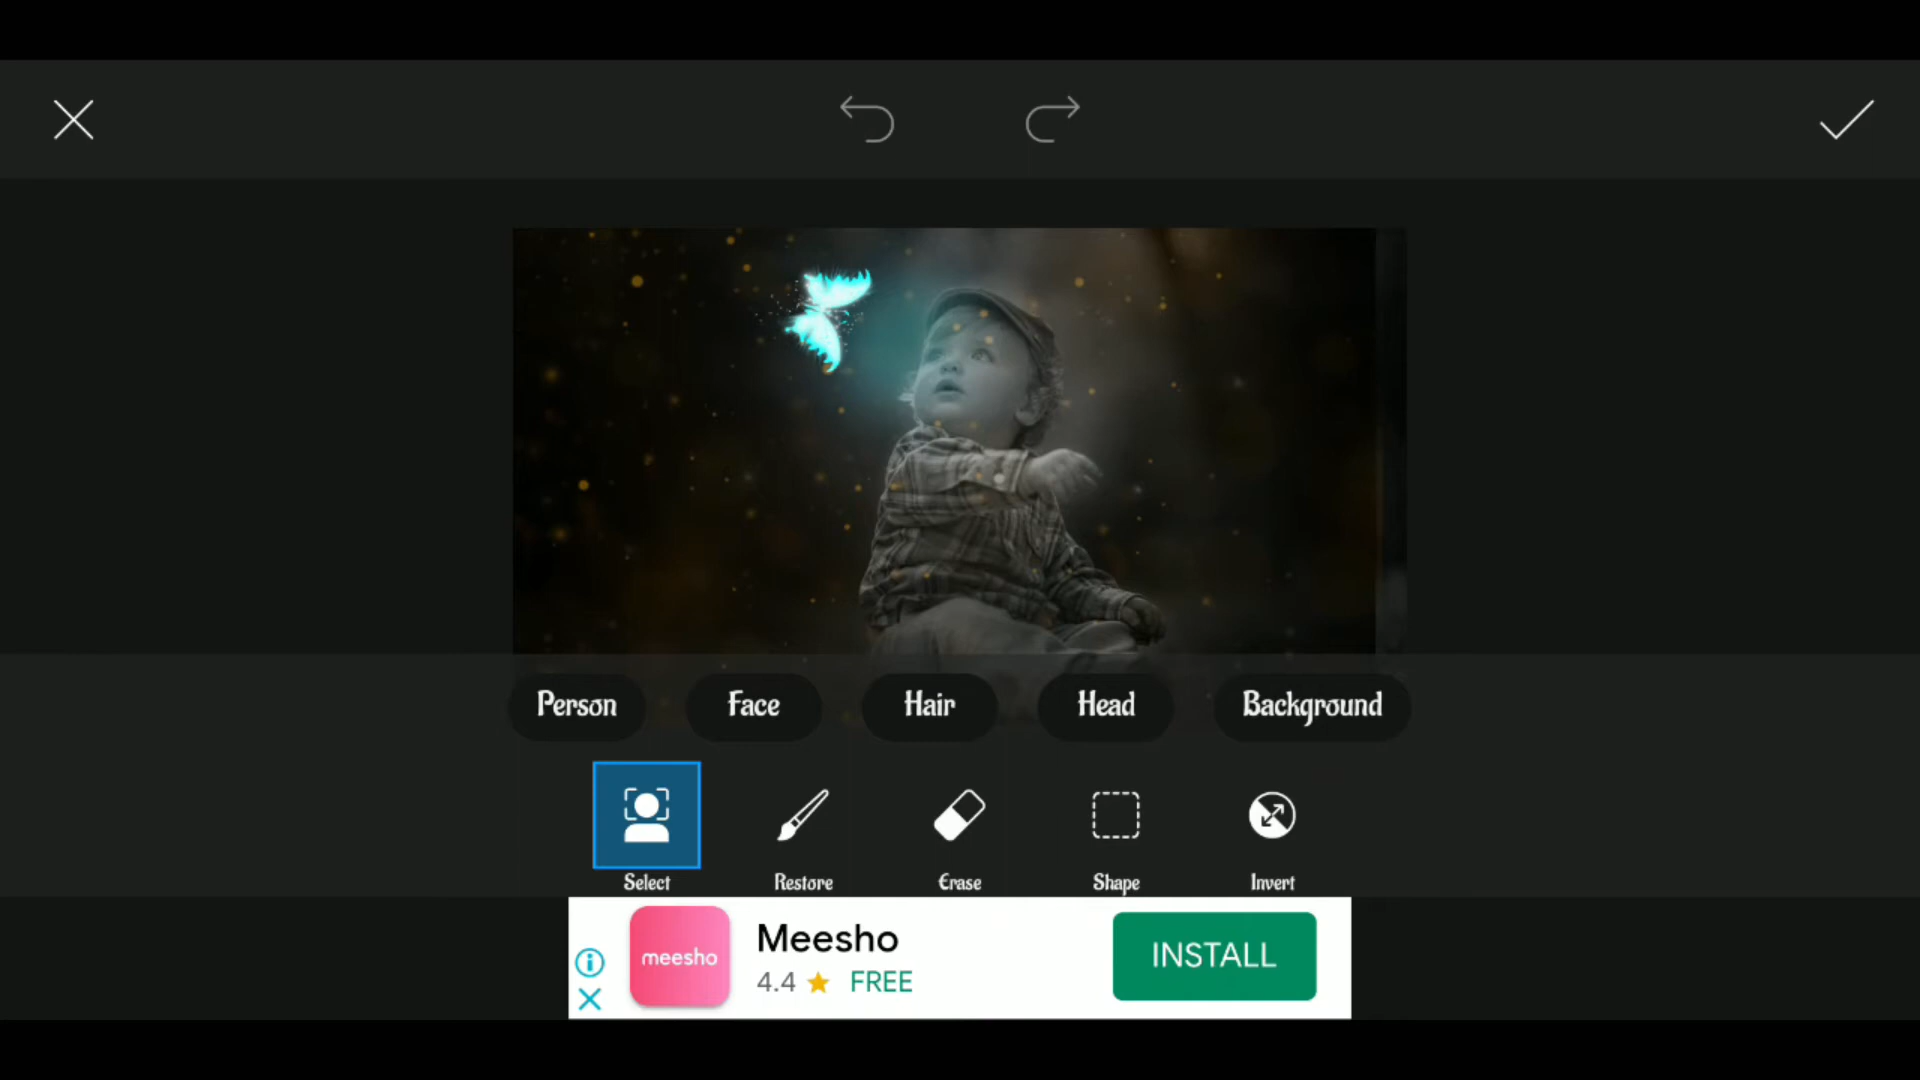 Person Face Hair Head Background
Select Restore Erase Shape Invert
meesho
Meesho
4.4 FREE
INSTALL